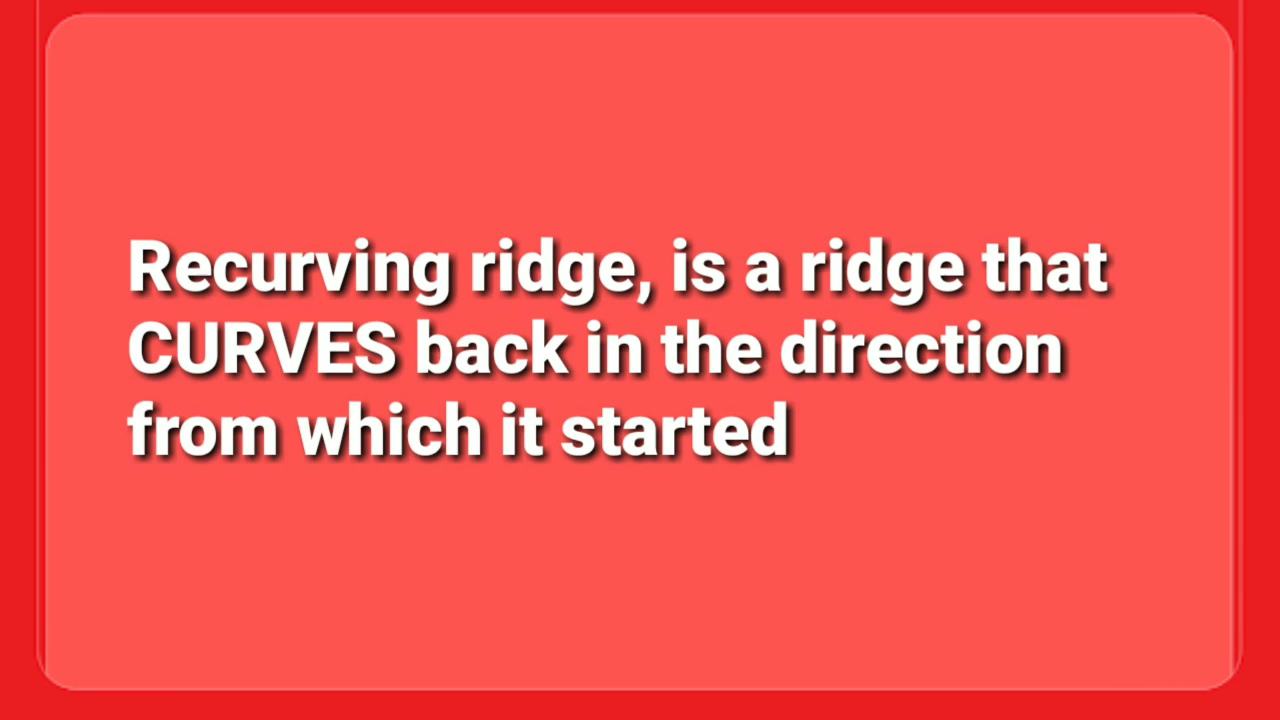 Recurving ridge, is a ridge that
CURVES back in the direction
from which it started